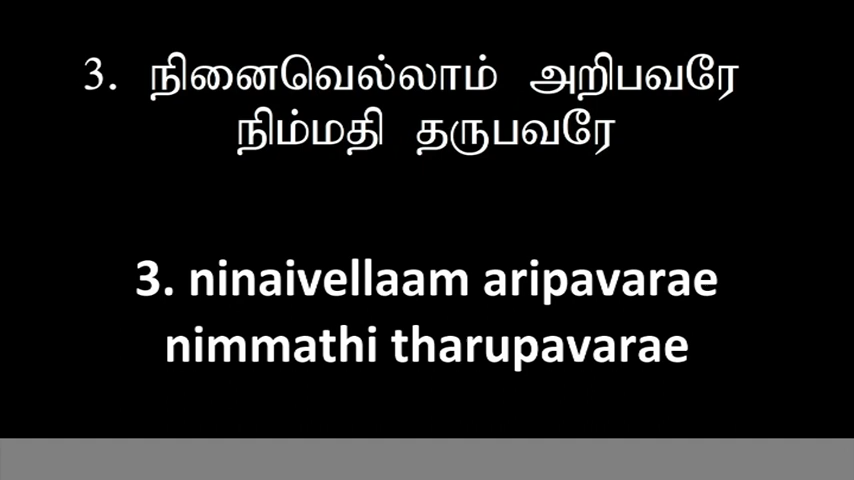 3. நினைவெல்லாம் அறிபவரே
நிம்மதி தருபவரே
3. ninaivellaam aripavarae
nimmathi tharupavarae